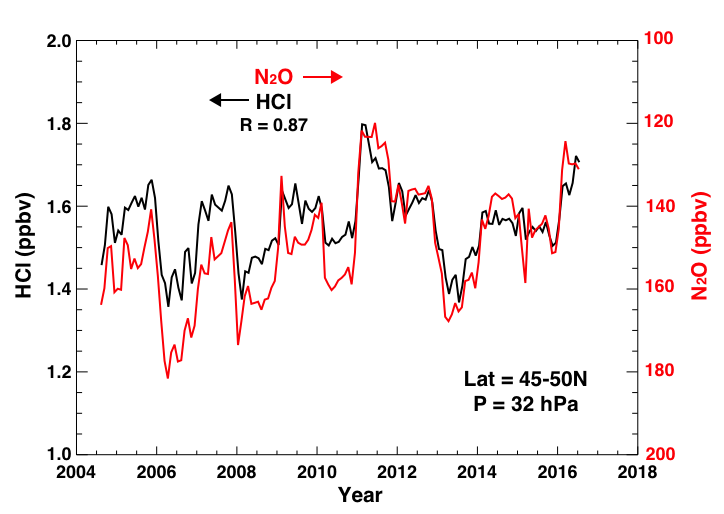 2.0
1.8
1.6
1.4
1.2
1.0
HCl (ppbv)
N₂O
HCl
R = 0.87
Lat = 45-50N
P = 32 hPa
100
120
140
160
180
200
N₂O (ppbv)
2004 2006 2008 2010 2012 2014 2016 2018
Year